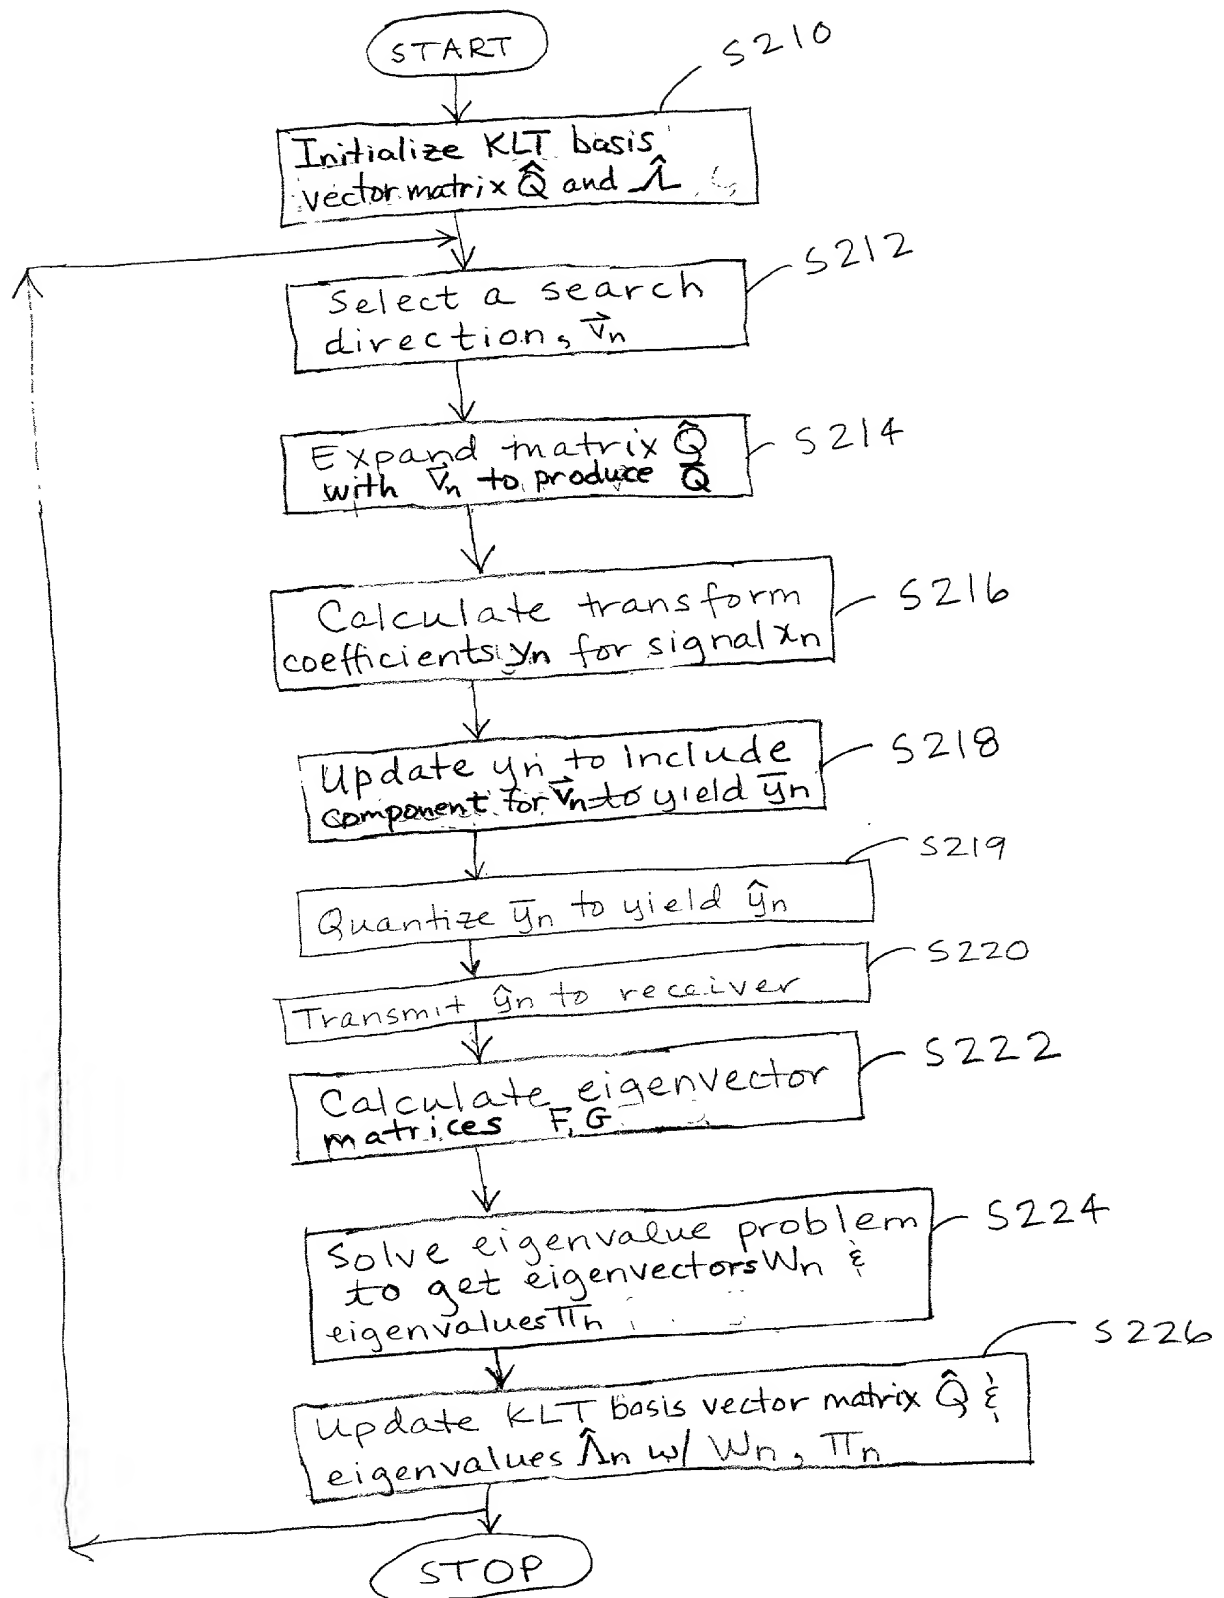 START
S210
Initialize KLT basis
vector matrix Q̂ and Λ̂
S212
Select a search
direction, v⃗n
S214
Expand matrix Q̂
with v⃗n to produce Q̄
S216
Calculate transform
coefficients yn for signal xn
S218
Update yn to include
component for v⃗n to yield ȳn
S219
Quantize ȳn to yield ŷn
S220
Transmit ŷn to receiver
S222
Calculate eigenvector
matrices F, G
S224
Solve eigenvalue problem
to get eigenvectors Wn &
eigenvalues Πn
S226
Update KLT basis vector matrix Q̂ &
eigenvalues Λ̂n w/ Wn, Πn
STOP